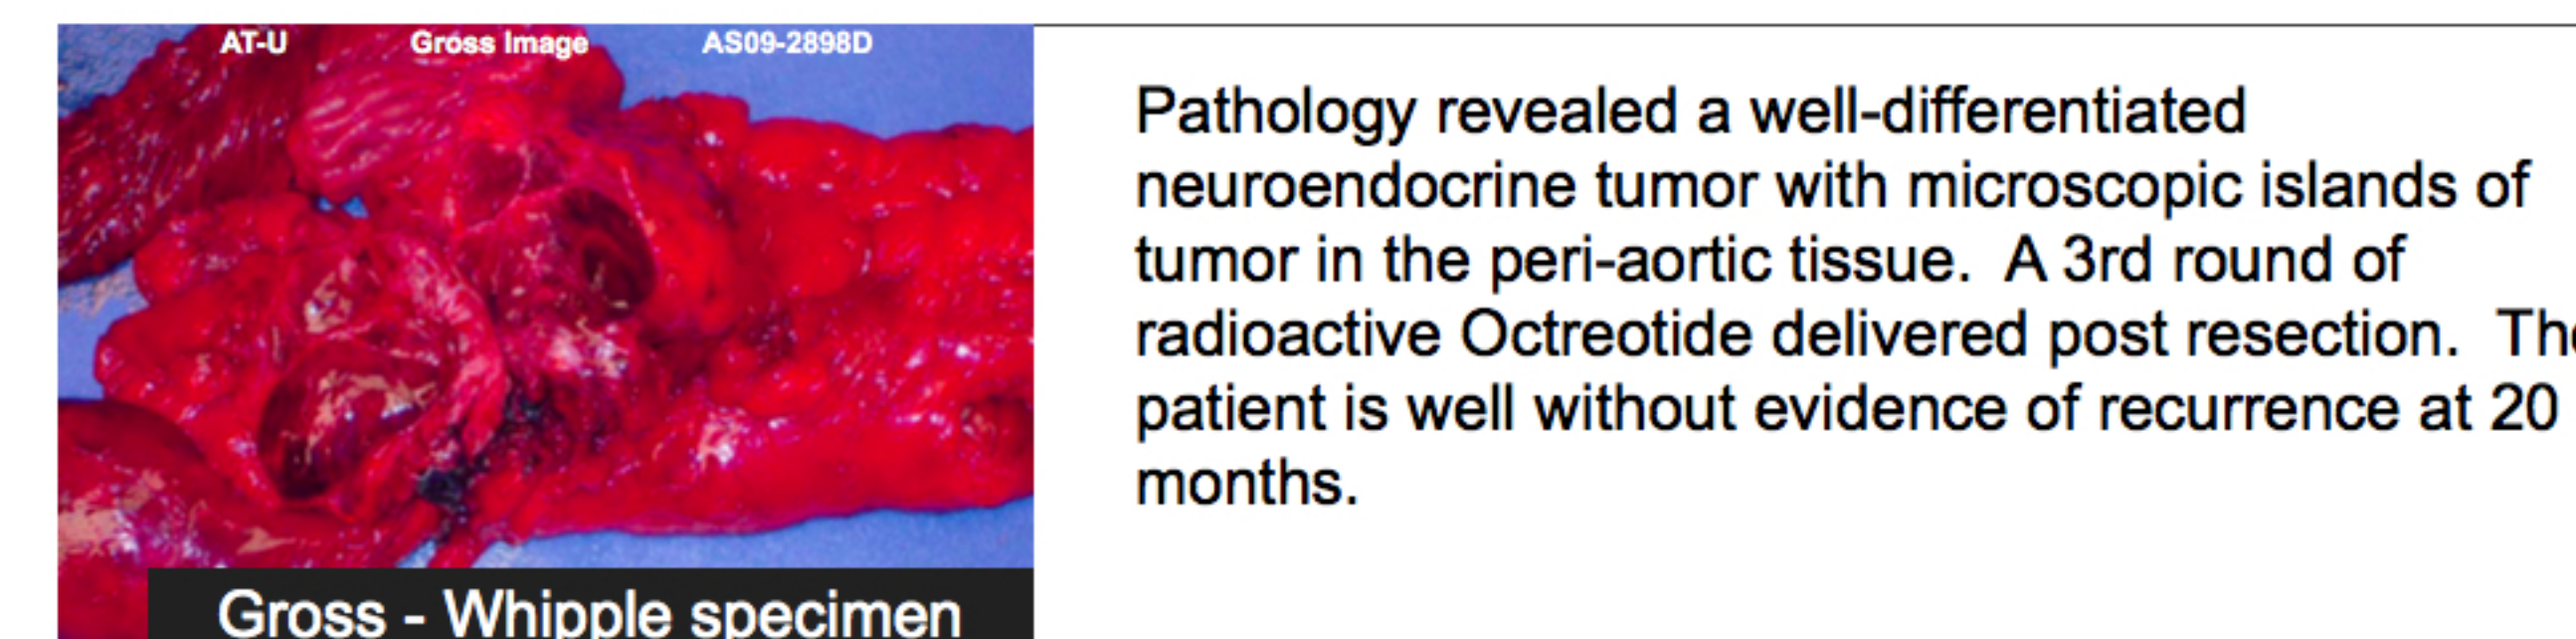 AT-U Gross Image AS09-2898D
Gross - Whipple specimen
Pathology revealed a well-differentiated
neuroendocrine tumor with microscopic islands of
tumor in the peri-aortic tissue.  A 3rd round of
radioactive Octreotide delivered post resection.
patient is well without evidence of recurrence at 20
months.